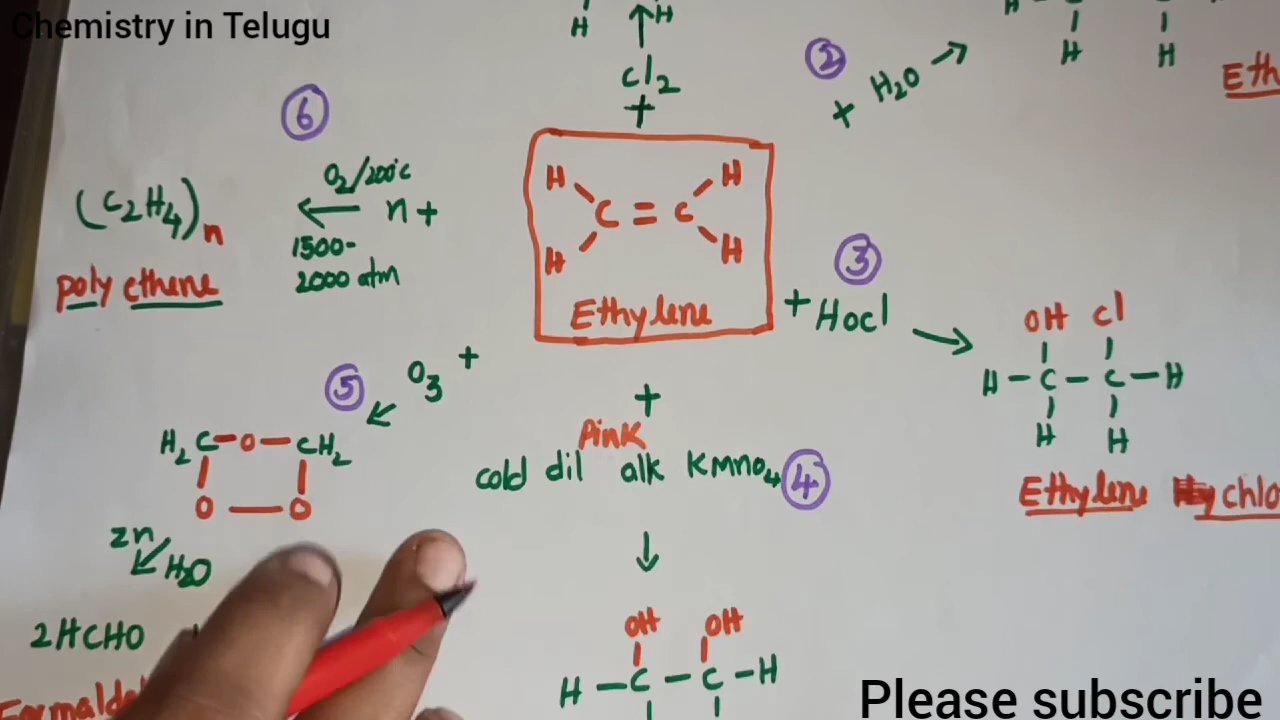 Chemistry in Telugu
H H
Cl2
+
2
+ H2O →
H H
Eth
6
(C2H4)n ← n +
O2/200°C
1500-
2000 atm
poly ethene
H H
C = C
H H
Ethylene
3
+ HOCl →
OH Cl
H - C - C - H
H H
Ethylene Hy chlo
5
O3 +
H2C - O - CH2
O - O
Zn
H2O
2HCHO
+
Pink
cold dil alk KMnO4 4
↓
OH OH
H - C - C - H
Please subscribe